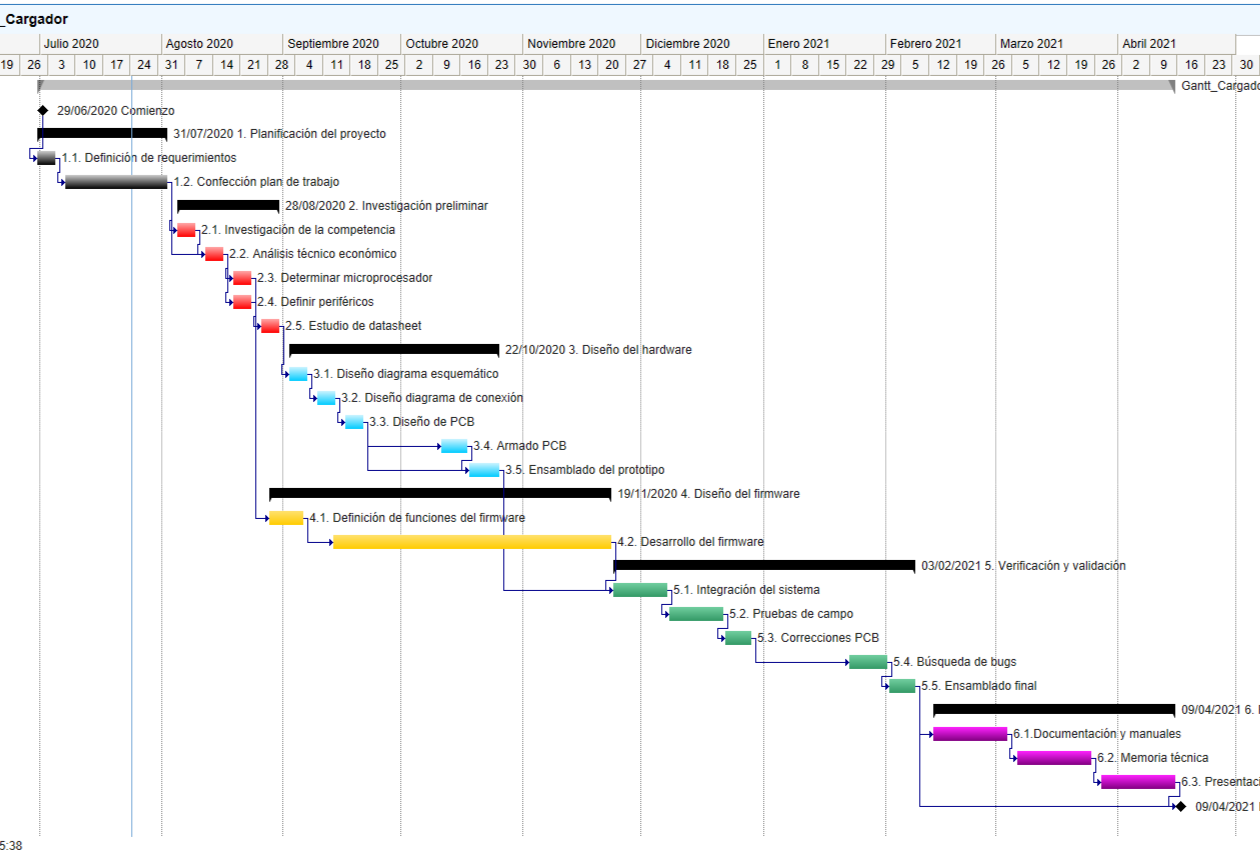 _Cargador
Julio 2020 Agosto 2020 Septiembre 2020 Octubre 2020 Noviembre 2020 Diciembre 2020 Enero 2021 Febrero 2021 Marzo 2021 Abril 2021
19 26 3 10 17 24 31 7 14 21 28 4 11 18 25 2 9 16 23 30 6 13 20 27 4 11 18 25 1 8 15 22 29 5 12 19 26 5 12 19 26 2 9 16 23 30
Gantt_Cargado
29/06/2020 Comienzo
31/07/2020 1. Planificación del proyecto
1.1. Definición de requerimientos
1.2. Confección plan de trabajo
28/08/2020 2. Investigación preliminar
2.1. Investigación de la competencia
2.2. Análisis técnico económico
2.3. Determinar microprocesador
2.4. Definir periféricos
2.5. Estudio de datasheet
22/10/2020 3. Diseño del hardware
3.1. Diseño diagrama esquemático
3.2. Diseño diagrama de conexión
3.3. Diseño de PCB
3.4. Armado PCB
3.5. Ensamblado del prototipo
19/11/2020 4. Diseño del firmware
4.1. Definición de funciones del firmware
4.2. Desarrollo del firmware
03/02/2021 5. Verificación y validación
5.1. Integración del sistema
5.2. Pruebas de campo
5.3. Correcciones PCB
5.4. Búsqueda de bugs
5.5. Ensamblado final
09/04/2021 6.
6.1.Documentación y manuales
6.2. Memoria técnica
6.3. Presentaci
09/04/2021
5:38